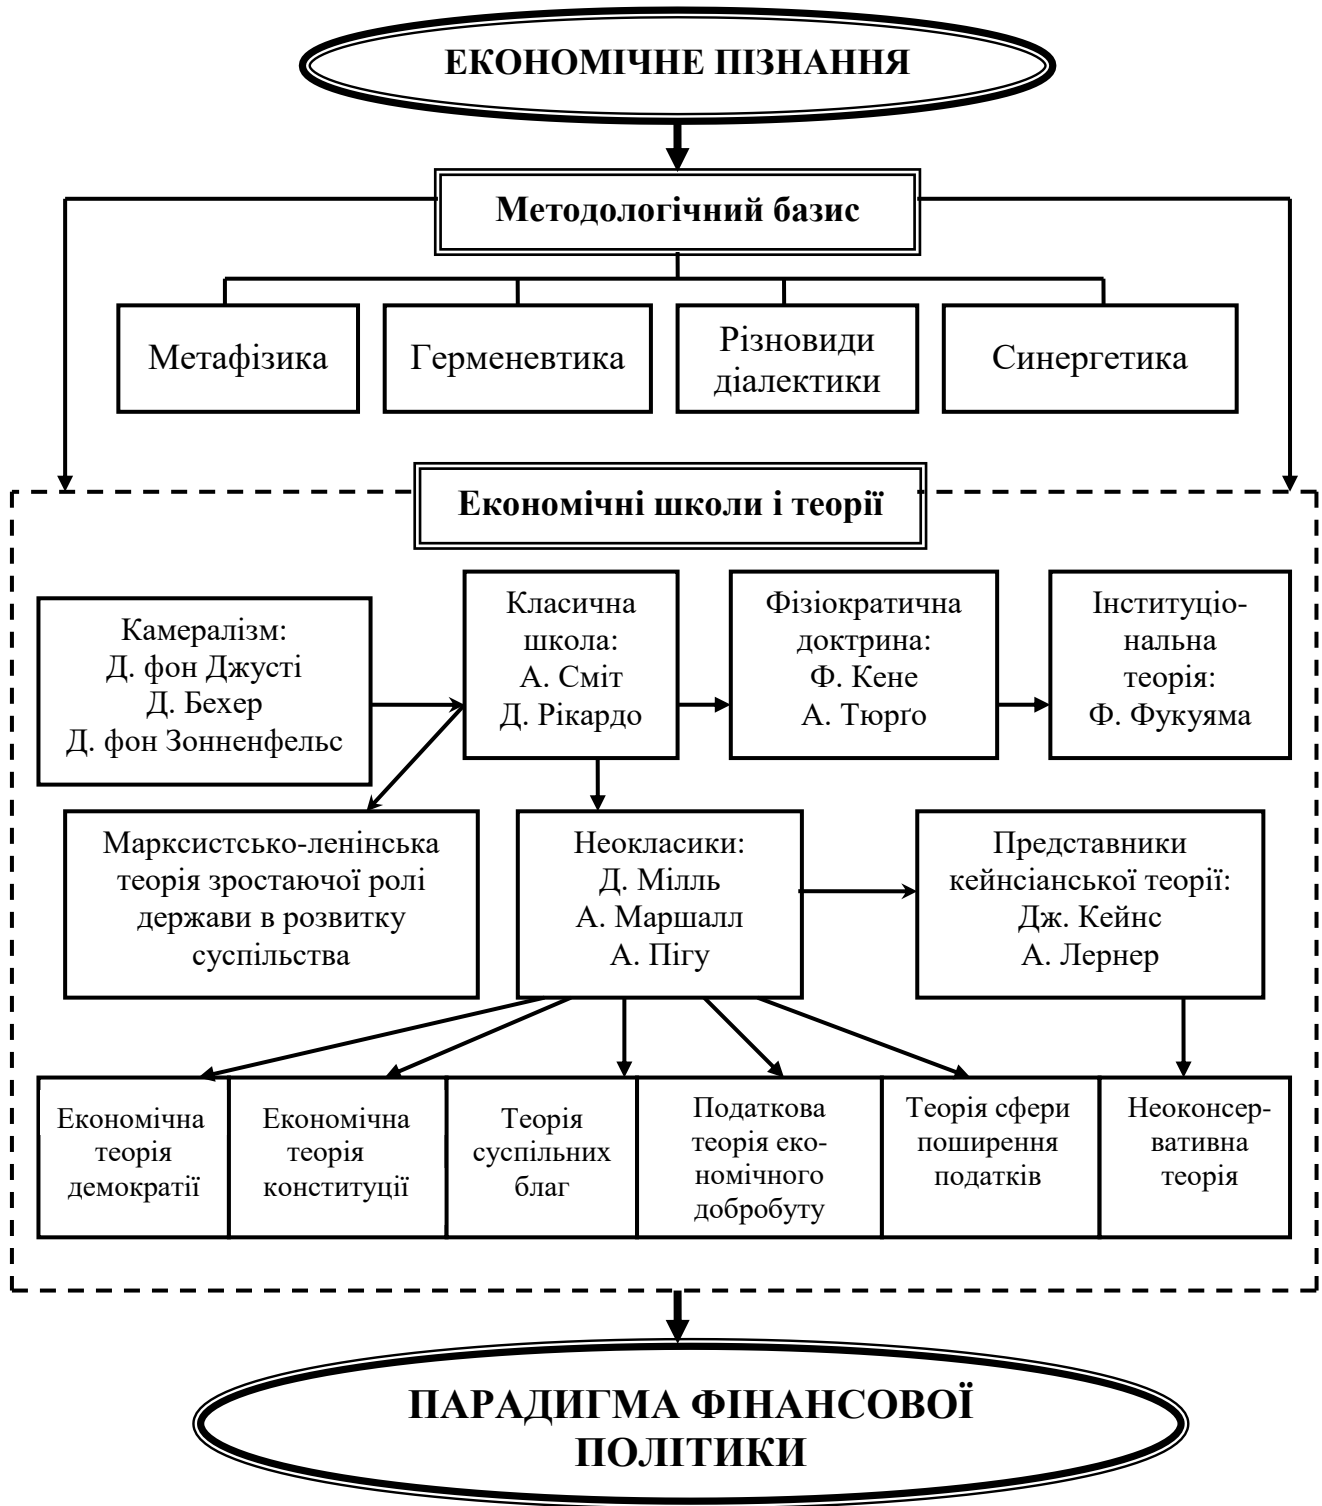 ЕКОНОМІЧНЕ ПІЗНАННЯ
Методологічний базис
Метафізика
Герменевтика
Різновиди
діалектики
Синергетика
Економічні школи і теорії
Камералізм:
Д. фон Джусті
Д. Бехер
Д. фон Зонненфельс
Класична
школа:
А. Сміт
Д. Рікардо
Фізіократична
доктрина:
Ф. Кене
А. Тюрґо
Інституціо-
нальна
теорія:
Ф. Фукуяма
Марксистсько-ленінська
теорія зростаючої ролі
держави в розвитку
суспільства
Неокласики:
Д. Мілль
А. Маршалл
А. Пігу
Представники
кейнсіанської теорії:
Дж. Кейнс
А. Лернер
Економічна
теорія
демократії
Економічна
теорія
конституції
Теорія
суспільних
благ
Податкова
теорія еко-
номічного
добробуту
Теорія сфери
поширення
податків
Неоконсер-
вативна
теорія
ПАРАДИГМА ФІНАНСОВОЇ
ПОЛІТИКИ